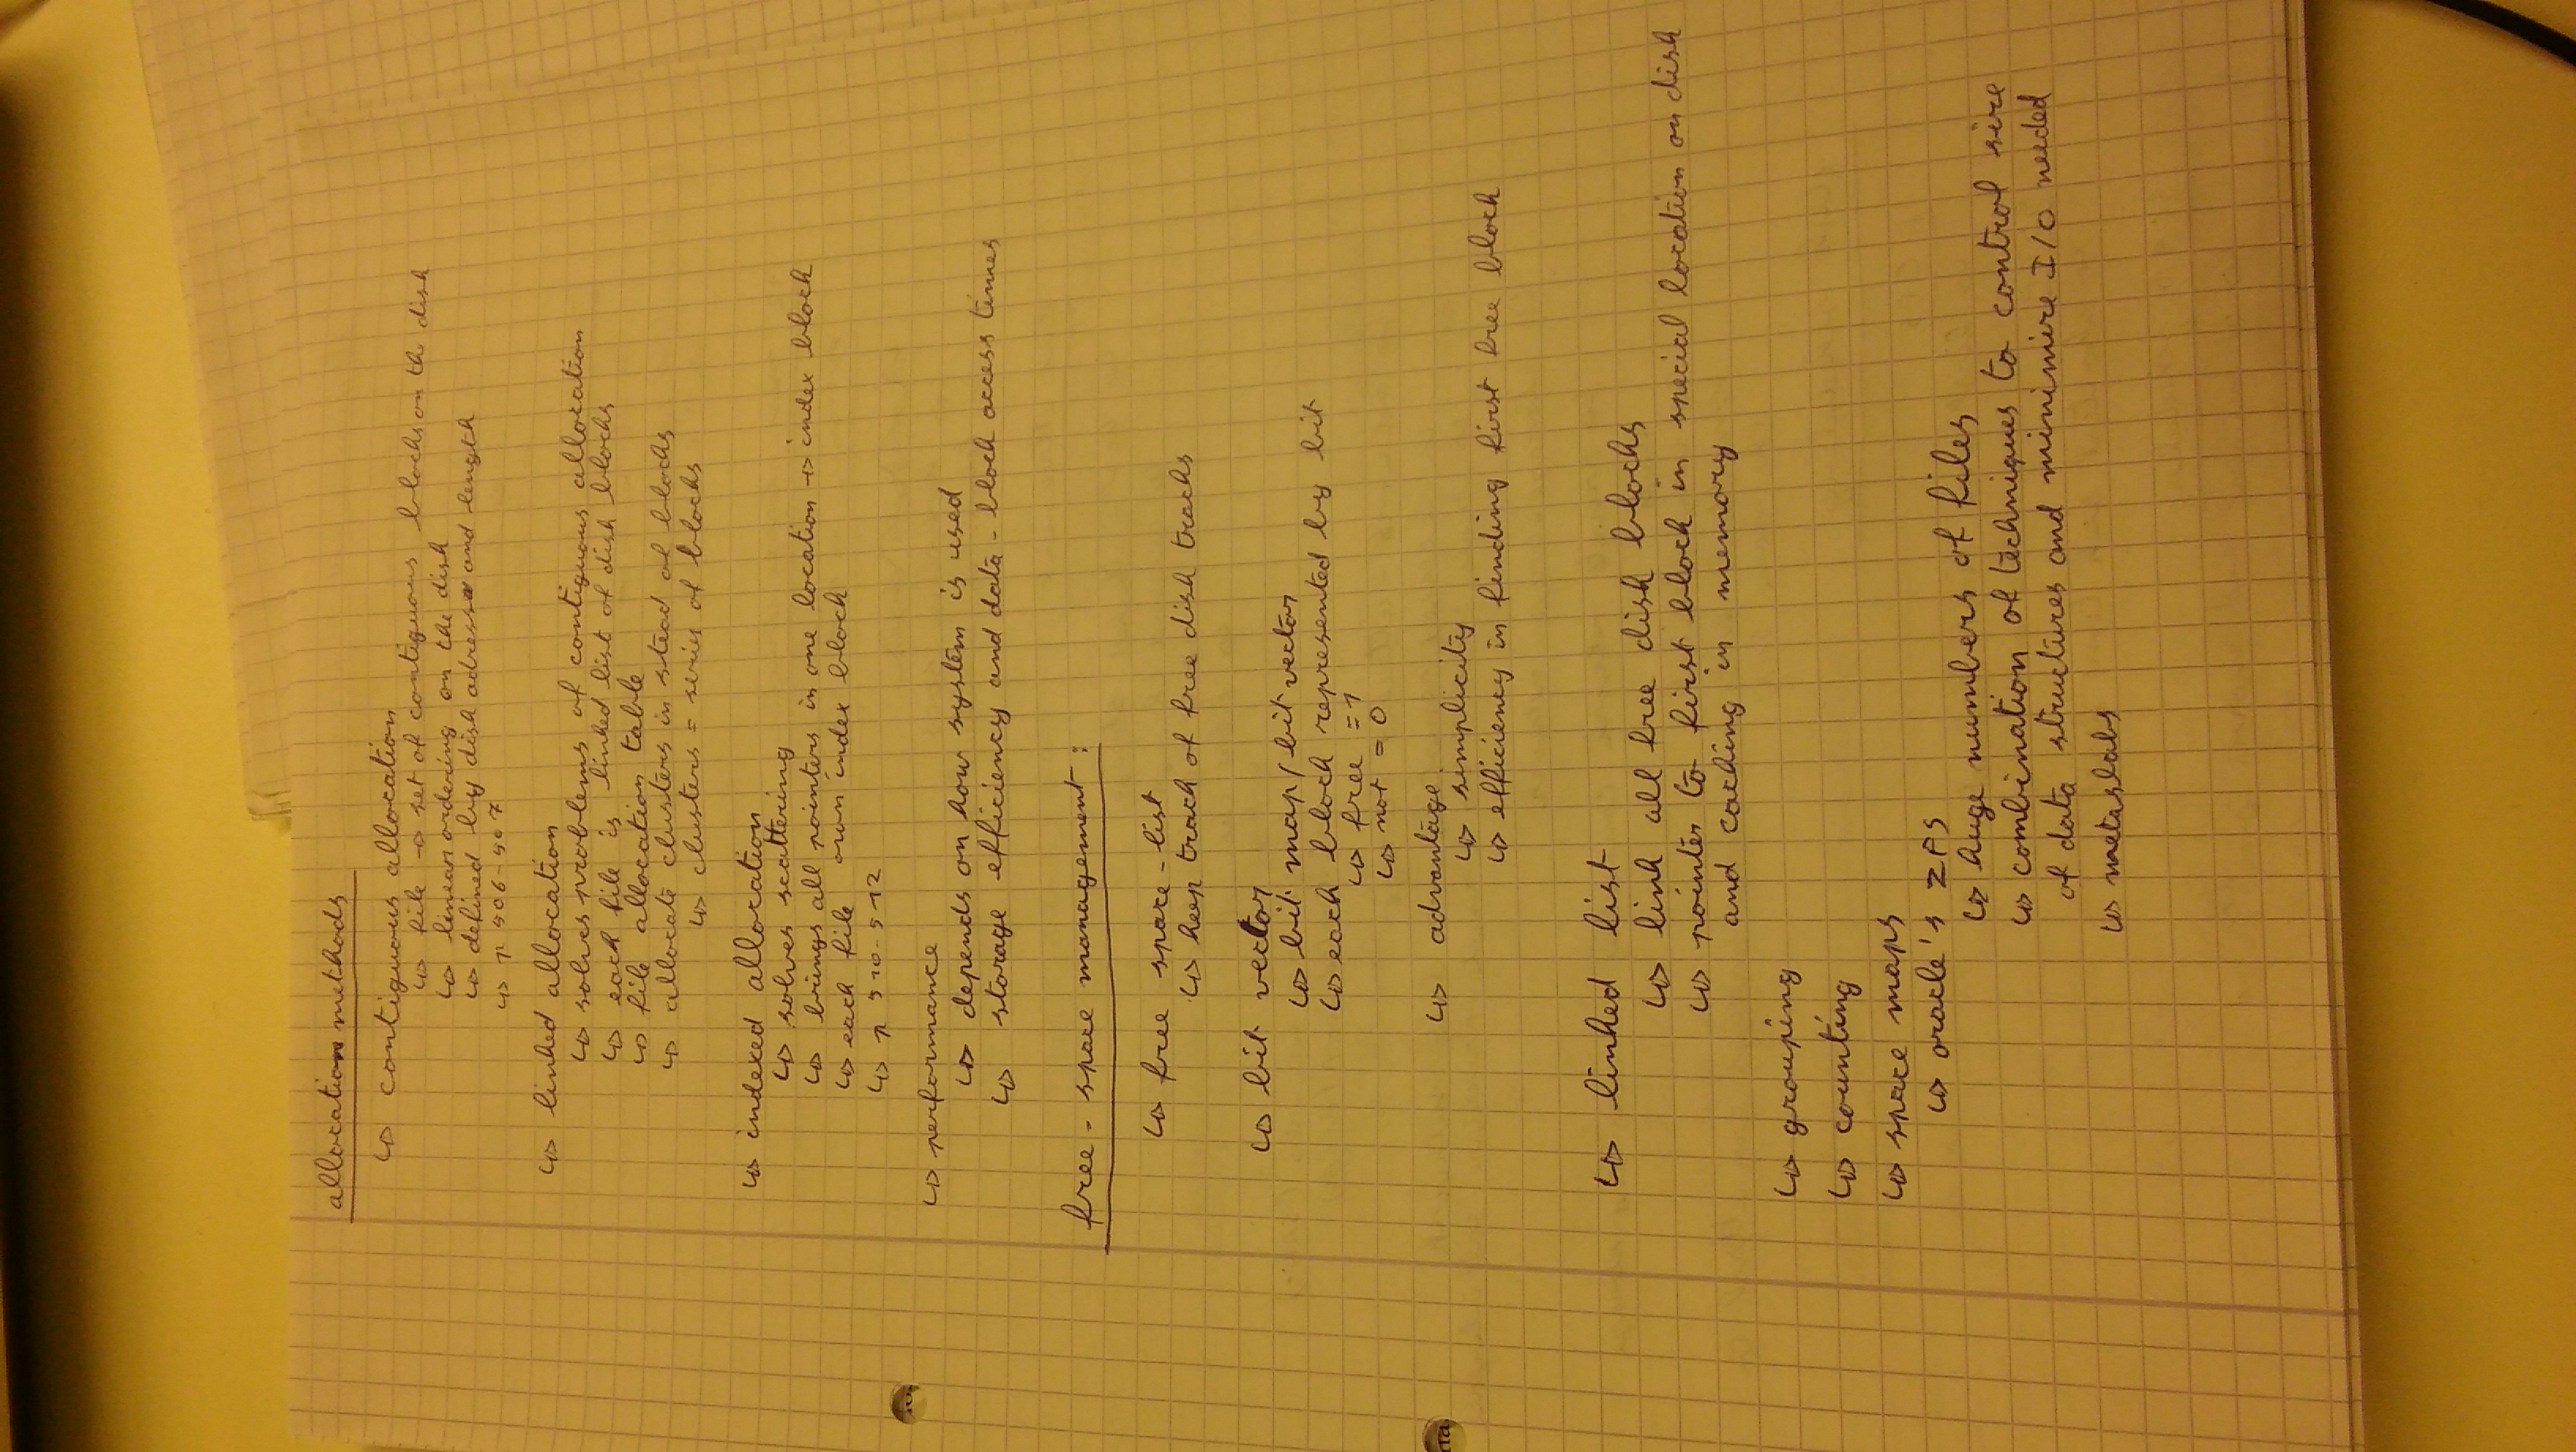 allocation methods
↳ contiguous allocation
↳ file → set of contiguous blocks on the disk
↳ linear ordering on the disk
↳ defined by disk adress and length
↳ p 506-507
↳ linked allocation
↳ solves problems of contiguous allocation
↳ each file is linked list of disk blocks
↳ file allocation table
↳ allocate clusters in stead of blocks
↳ clusters = series of blocks
↳ indexed allocation
↳ solves scattering
↳ brings all pointers in one location → index block
↳ each file own index block
↳ p 510-512
↳ performance
↳ depends on how system is used
↳ storage efficiency and data-block access times
free-space management:
↳ free space-list
↳ keep track of free disk tracks
↳ bit vector
↳ bit map/bit vector
↳ each block represented by bit
↳ free = 1
↳ not = 0
↳ advantage
↳ simplicity
↳ efficiency in finding first free block
↳ linked list
↳ link all free disk blocks
↳ pointer to first block in special location on disk
and caching in memory
↳ grouping
↳ counting
↳ space maps
↳ oracle's ZFS
↳ huge numbers of files
↳ combination of techniques to control size
of data structures and minimize I/O needed
↳ metaslabs